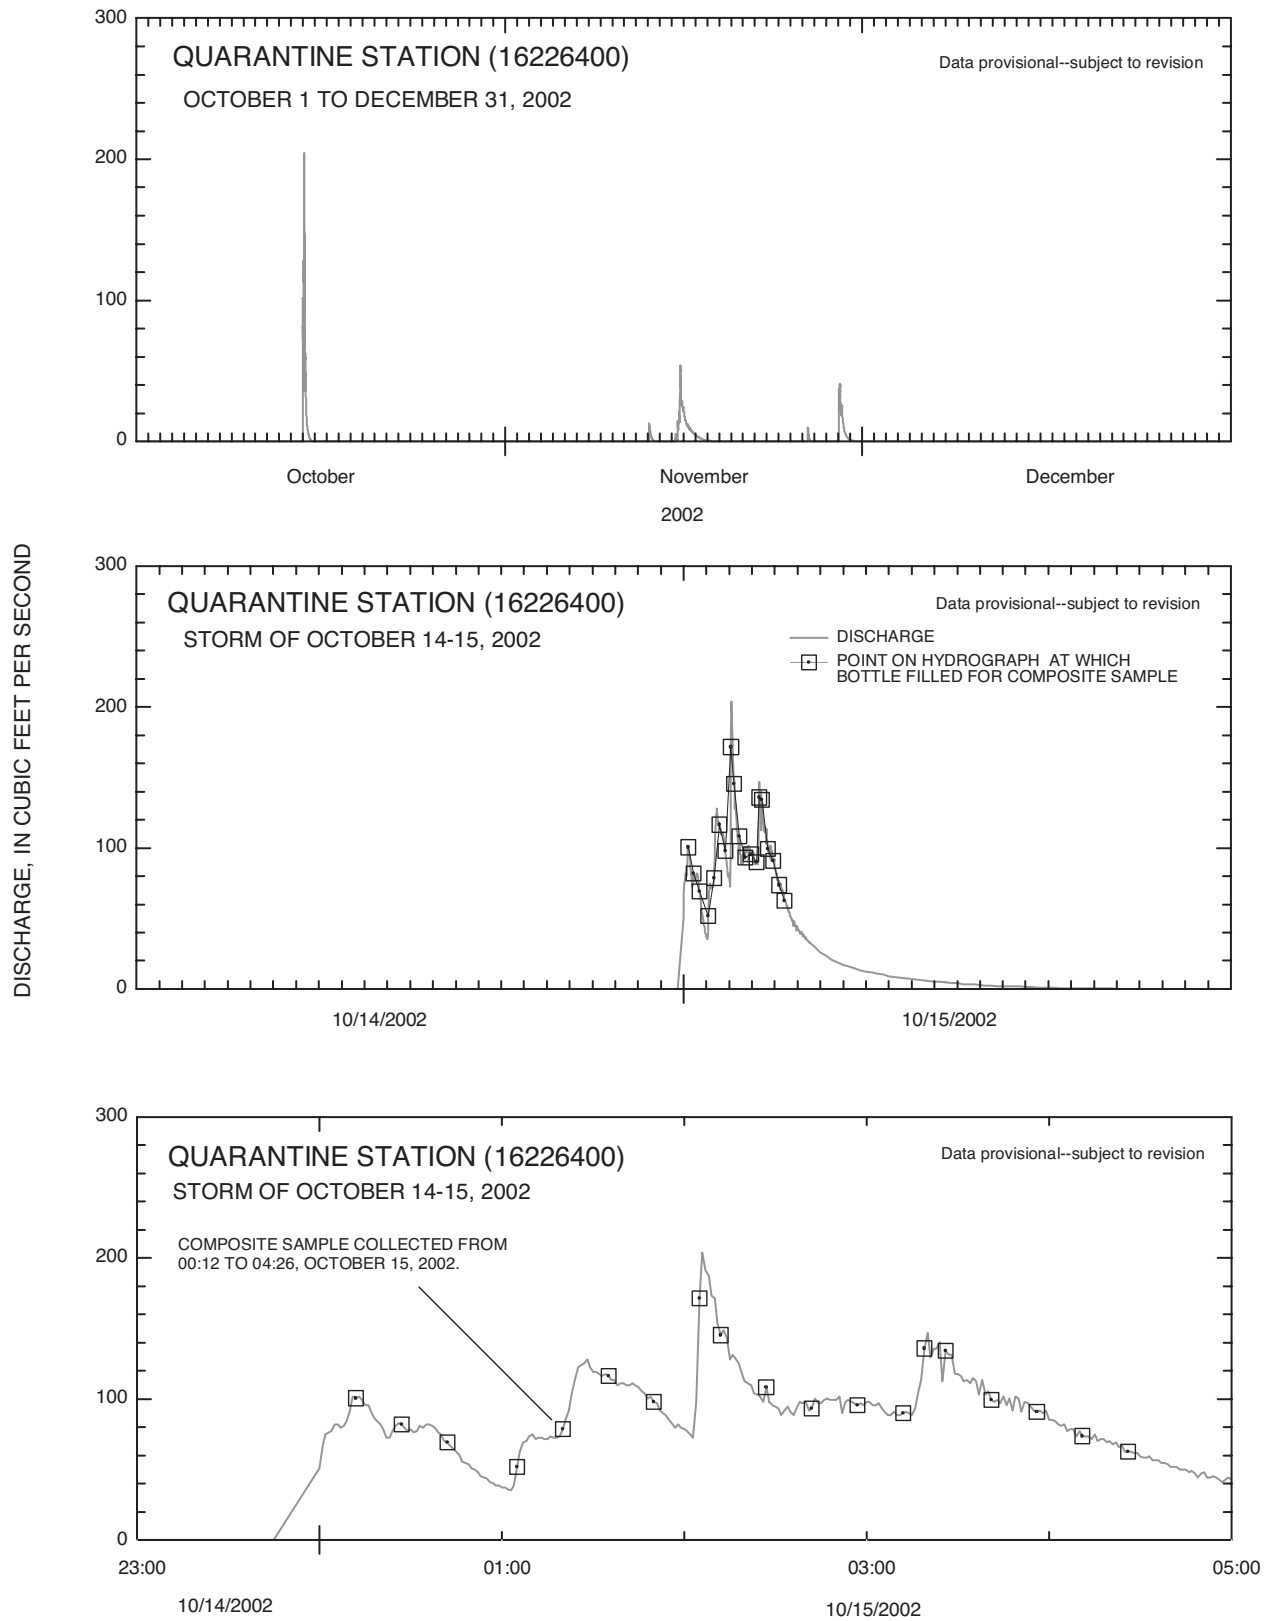 DISCHARGE, IN CUBIC FEET PER SECOND
300
200
100
0
QUARANTINE STATION (16226400)
OCTOBER 1 TO DECEMBER 31, 2002
Data provisional--subject to revision
October
November
December
2002
300
200
100
0
QUARANTINE STATION (16226400)
STORM OF OCTOBER 14-15, 2002
Data provisional--subject to revision
DISCHARGE
POINT ON HYDROGRAPH AT WHICH
BOTTLE FILLED FOR COMPOSITE SAMPLE
10/14/2002
10/15/2002
300
200
100
0
QUARANTINE STATION (16226400)
STORM OF OCTOBER 14-15, 2002
Data provisional--subject to revision
COMPOSITE SAMPLE COLLECTED FROM
00:12 TO 04:26, OCTOBER 15, 2002.
23:00
01:00
03:00
05:00
10/14/2002
10/15/2002